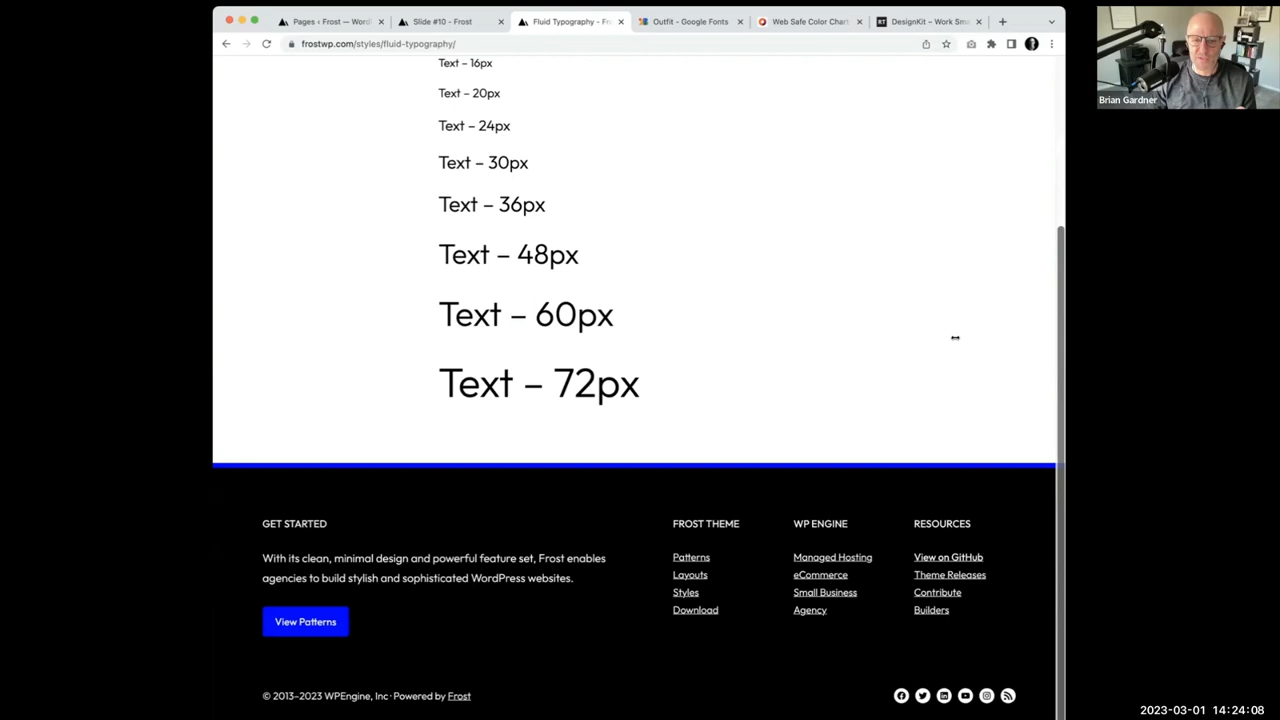 Pages ‹ Frost — Word
Slide #10 - Frost
Fluid Typography - Fr
Outfit - Google Fonts
Web Safe Color Chart
DesignKit – Work Sma
frostwp.com/styles/fluid-typography/
Text – 16px
Text – 20px
Text – 24px
Text – 30px
Text – 36px
Text – 48px
Text – 60px
Text – 72px
GET STARTED
With its clean, minimal design and powerful feature set, Frost enables
agencies to build stylish and sophisticated WordPress websites.
View Patterns
FROST THEME
Patterns
Layouts
Styles
Download
WP ENGINE
Managed Hosting
eCommerce
Small Business
Agency
RESOURCES
View on GitHub
Theme Releases
Contribute
Builders
© 2013–2023 WPEngine, Inc · Powered by Frost
Brian Gardner
2023-03-01 14:24:08